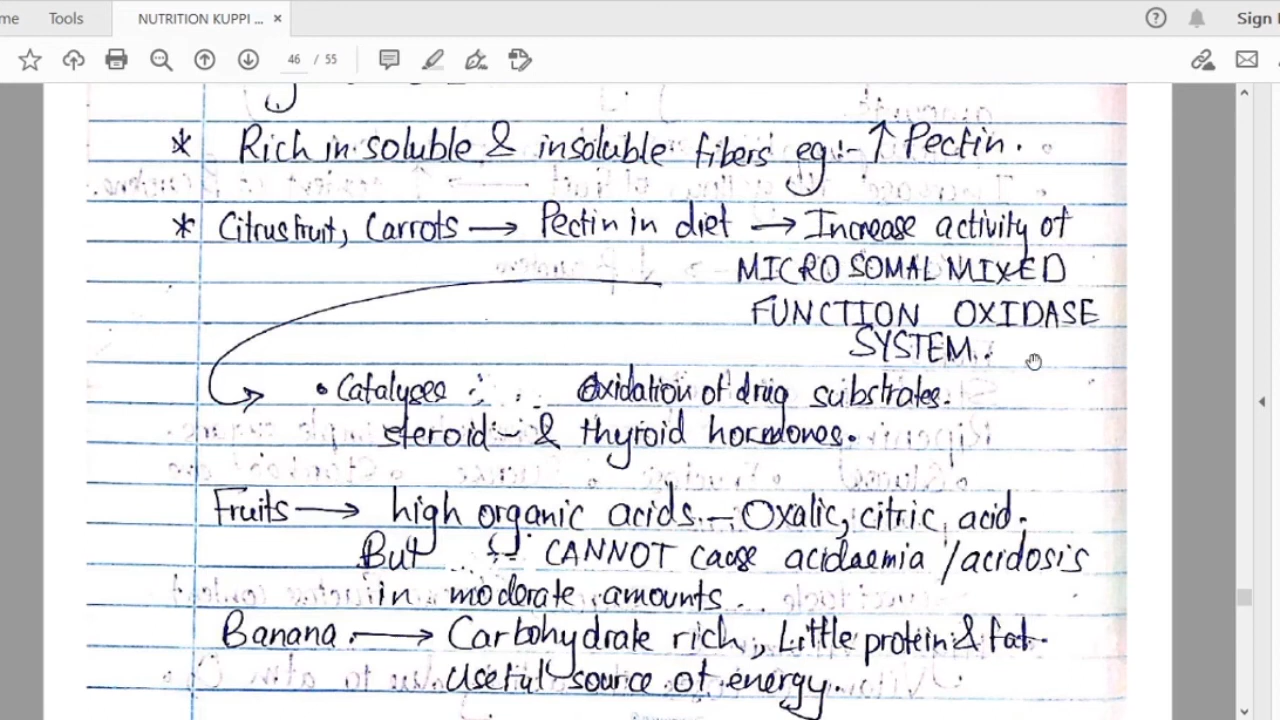 me Tools NUTRITION KUPPI ... × Sign
46 / 55
* Rich in soluble & insoluble fibers eg:- ↑ Pectin.
* Citrus fruit, Carrots → Pectin in diet → Increase activity of
MICROSOMAL MIXED
FUNCTION OXIDASE
SYSTEM.
• Catalyses : Oxidation of drug substrates.
steroid - & thyroid hormones.
Fruits → high organic acids. - Oxalic, citric acid.
But CANNOT cause acidaemia / acidosis
in moderate amounts.
Banana. → Carbohydrate rich, Little protein & fat.
Useful source of energy.